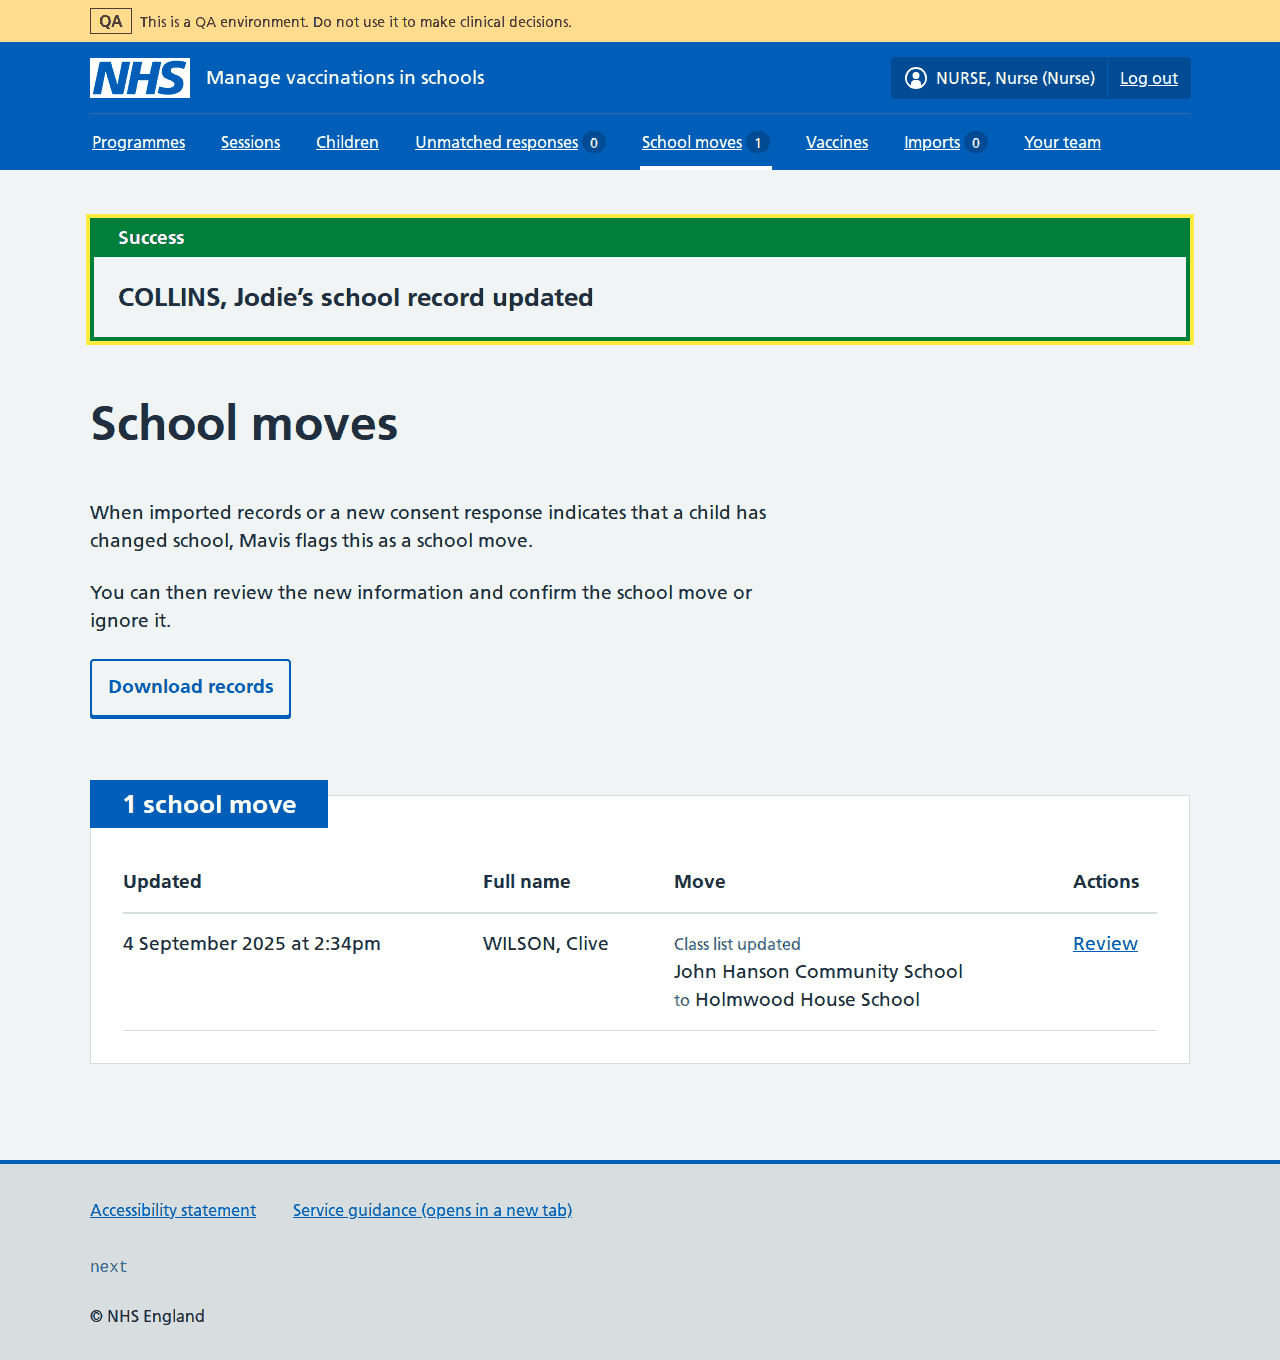 QA This is a QA environment. Do not use it to make clinical decisions.
NHS Manage vaccinations in schools NURSE, Nurse (Nurse) Log out
Programmes Sessions Children Unmatched responses 0 School moves 1 Vaccines Imports 0 Your team
Success
COLLINS, Jodie’s school record updated
School moves
When imported records or a new consent response indicates that a child has
changed school, Mavis flags this as a school move.
You can then review the new information and confirm the school move or
ignore it.
Download records
1 school move
Updated Full name Move Actions
4 September 2025 at 2:34pm WILSON, Clive Class list updated Review
John Hanson Community School
to Holmwood House School
Accessibility statement Service guidance (opens in a new tab)
next
© NHS England